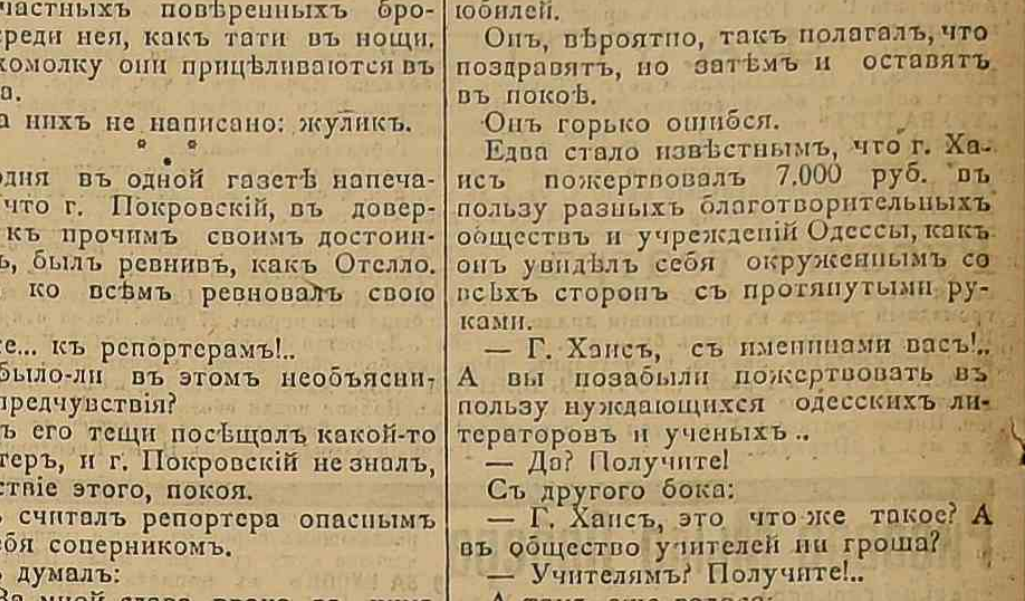 частныхъ повѣренныхъ бро-
среди нея, какъ тати въ нощи.
комолку они прицѣливаются въ
а.
а нихъ не написано: жуликъ.
* * *
одня въ одной газетѣ напеча-
что г. Покровскій, въ довер-
къ прочимъ своимъ достоин-
ъ, былъ ревнивъ, какъ Отелло.
ко всѣмъ ревновалъ свою
е... къ репортерамъ!..
было-ли въ этомъ необъясни-
предчувствія?
ъ его тещи посѣщалъ какой-то
теръ, и г. Покровскій не зналъ,
ствіе этого, покоя.
считалъ репортера опаснымъ
бя соперникомъ.
думалъ:
юбилей.
Онъ, вѣроятно, такъ полагалъ, что
поздравятъ, но затѣмъ и оставятъ
въ покоѣ.
Онъ горько ошибся.
Едва стало извѣстнымъ, что г. Ха-
исъ пожертвовалъ 7.000 руб. въ
пользу разныхъ благотворительныхъ
обществъ и учрежденій Одессы, какъ
онъ увидѣлъ себя окруженнымъ со
всѣхъ сторонъ съ протянутыми ру-
ками.
— Г. Хаисъ, съ именинами васъ!..
А вы позабыли пожертвовать въ
пользу нуждающихся одесскихъ ли-
тераторовъ и ученыхъ..
— Да? Получите!
Съ другого бока:
— Г. Хаисъ, это что-же такое? А
въ общество учителей ни гроша?
— Учителямъ? Получите!..